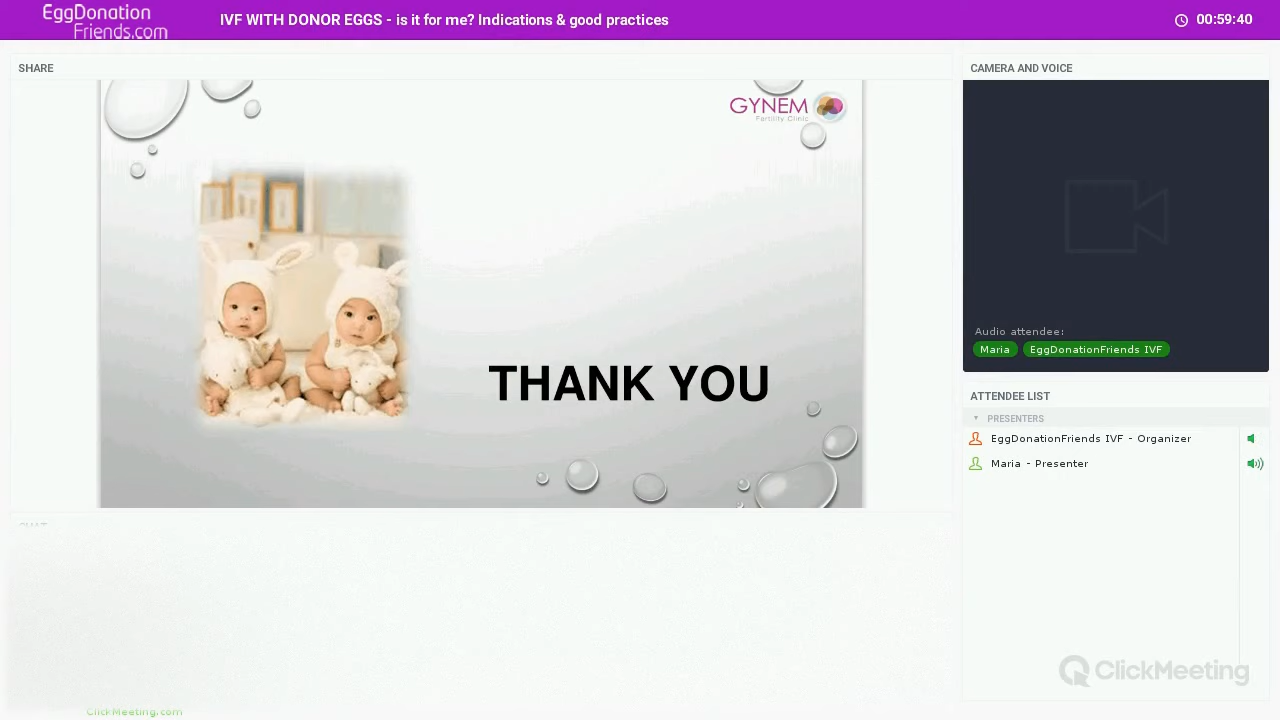 EggDonation
Friends.com
IVF WITH DONOR EGGS - is it for me? Indications & good practices
00:59:40
SHARE
GYNEM
Fertility Clinic
THANK YOU
CAMERA AND VOICE
Audio attendee:
Maria EggDonationFriends IVF
ATTENDEE LIST
PRESENTERS
EggDonationFriends IVF - Organizer
Maria - Presenter
CHAT
ClickMeeting
ClickMeeting.com